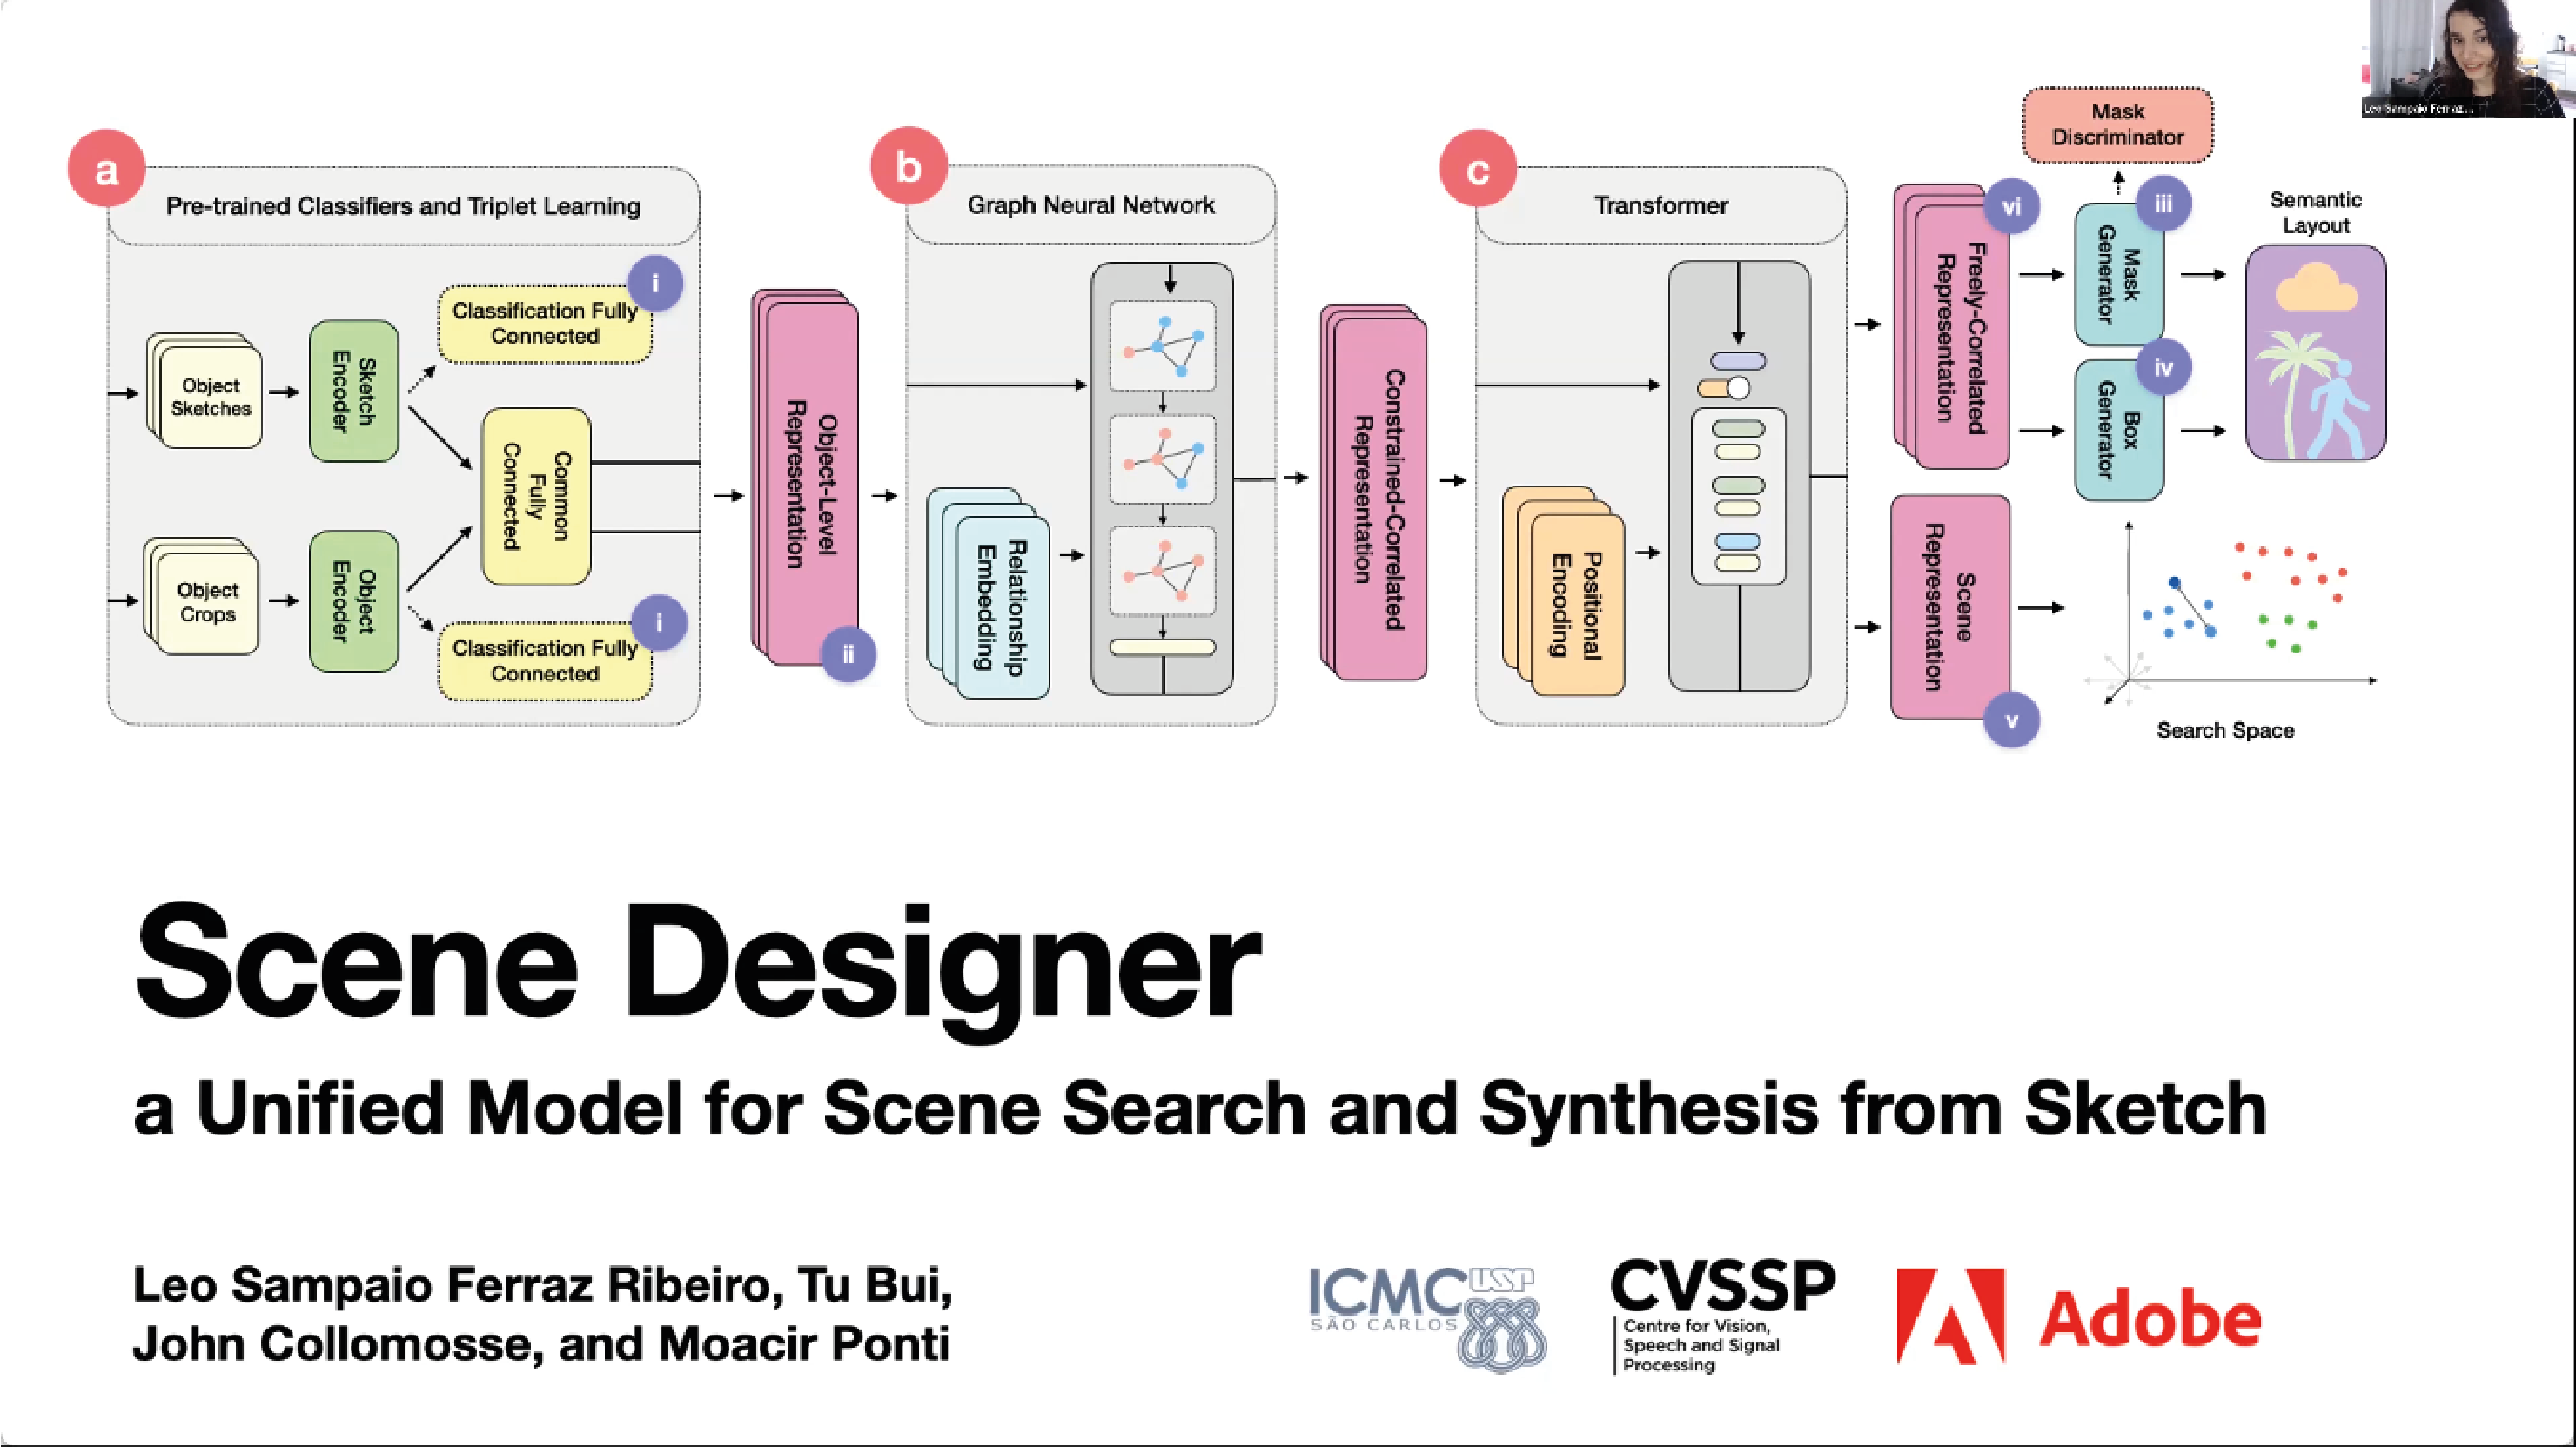 Leo Sampaio Ferraz...
a
Pre-trained Classifiers and Triplet Learning
Object
Sketches
Sketch
Encoder
i
Classification Fully
Connected
Common
Fully
Connected
Object
Crops
Object
Encoder
i
Classification Fully
Connected
Object-Level
Representation
ii
b
Graph Neural Network
Relationship
Embedding
Constrained-Correlated
Representation
c
Transformer
Positional
Encoding
Freely-Correlated
Representation
vi
Mask
Discriminator
Mask
Generator
iii
Box
Generator
iv
Semantic
Layout
Scene
Representation
v
Search Space
Scene Designer
a Unified Model for Scene Search and Synthesis from Sketch
Leo Sampaio Ferraz Ribeiro, Tu Bui,
John Collomosse, and Moacir Ponti
ICMC USP
SÃO CARLOS
CVSSP
Centre for Vision,
Speech and Signal
Processing
Adobe